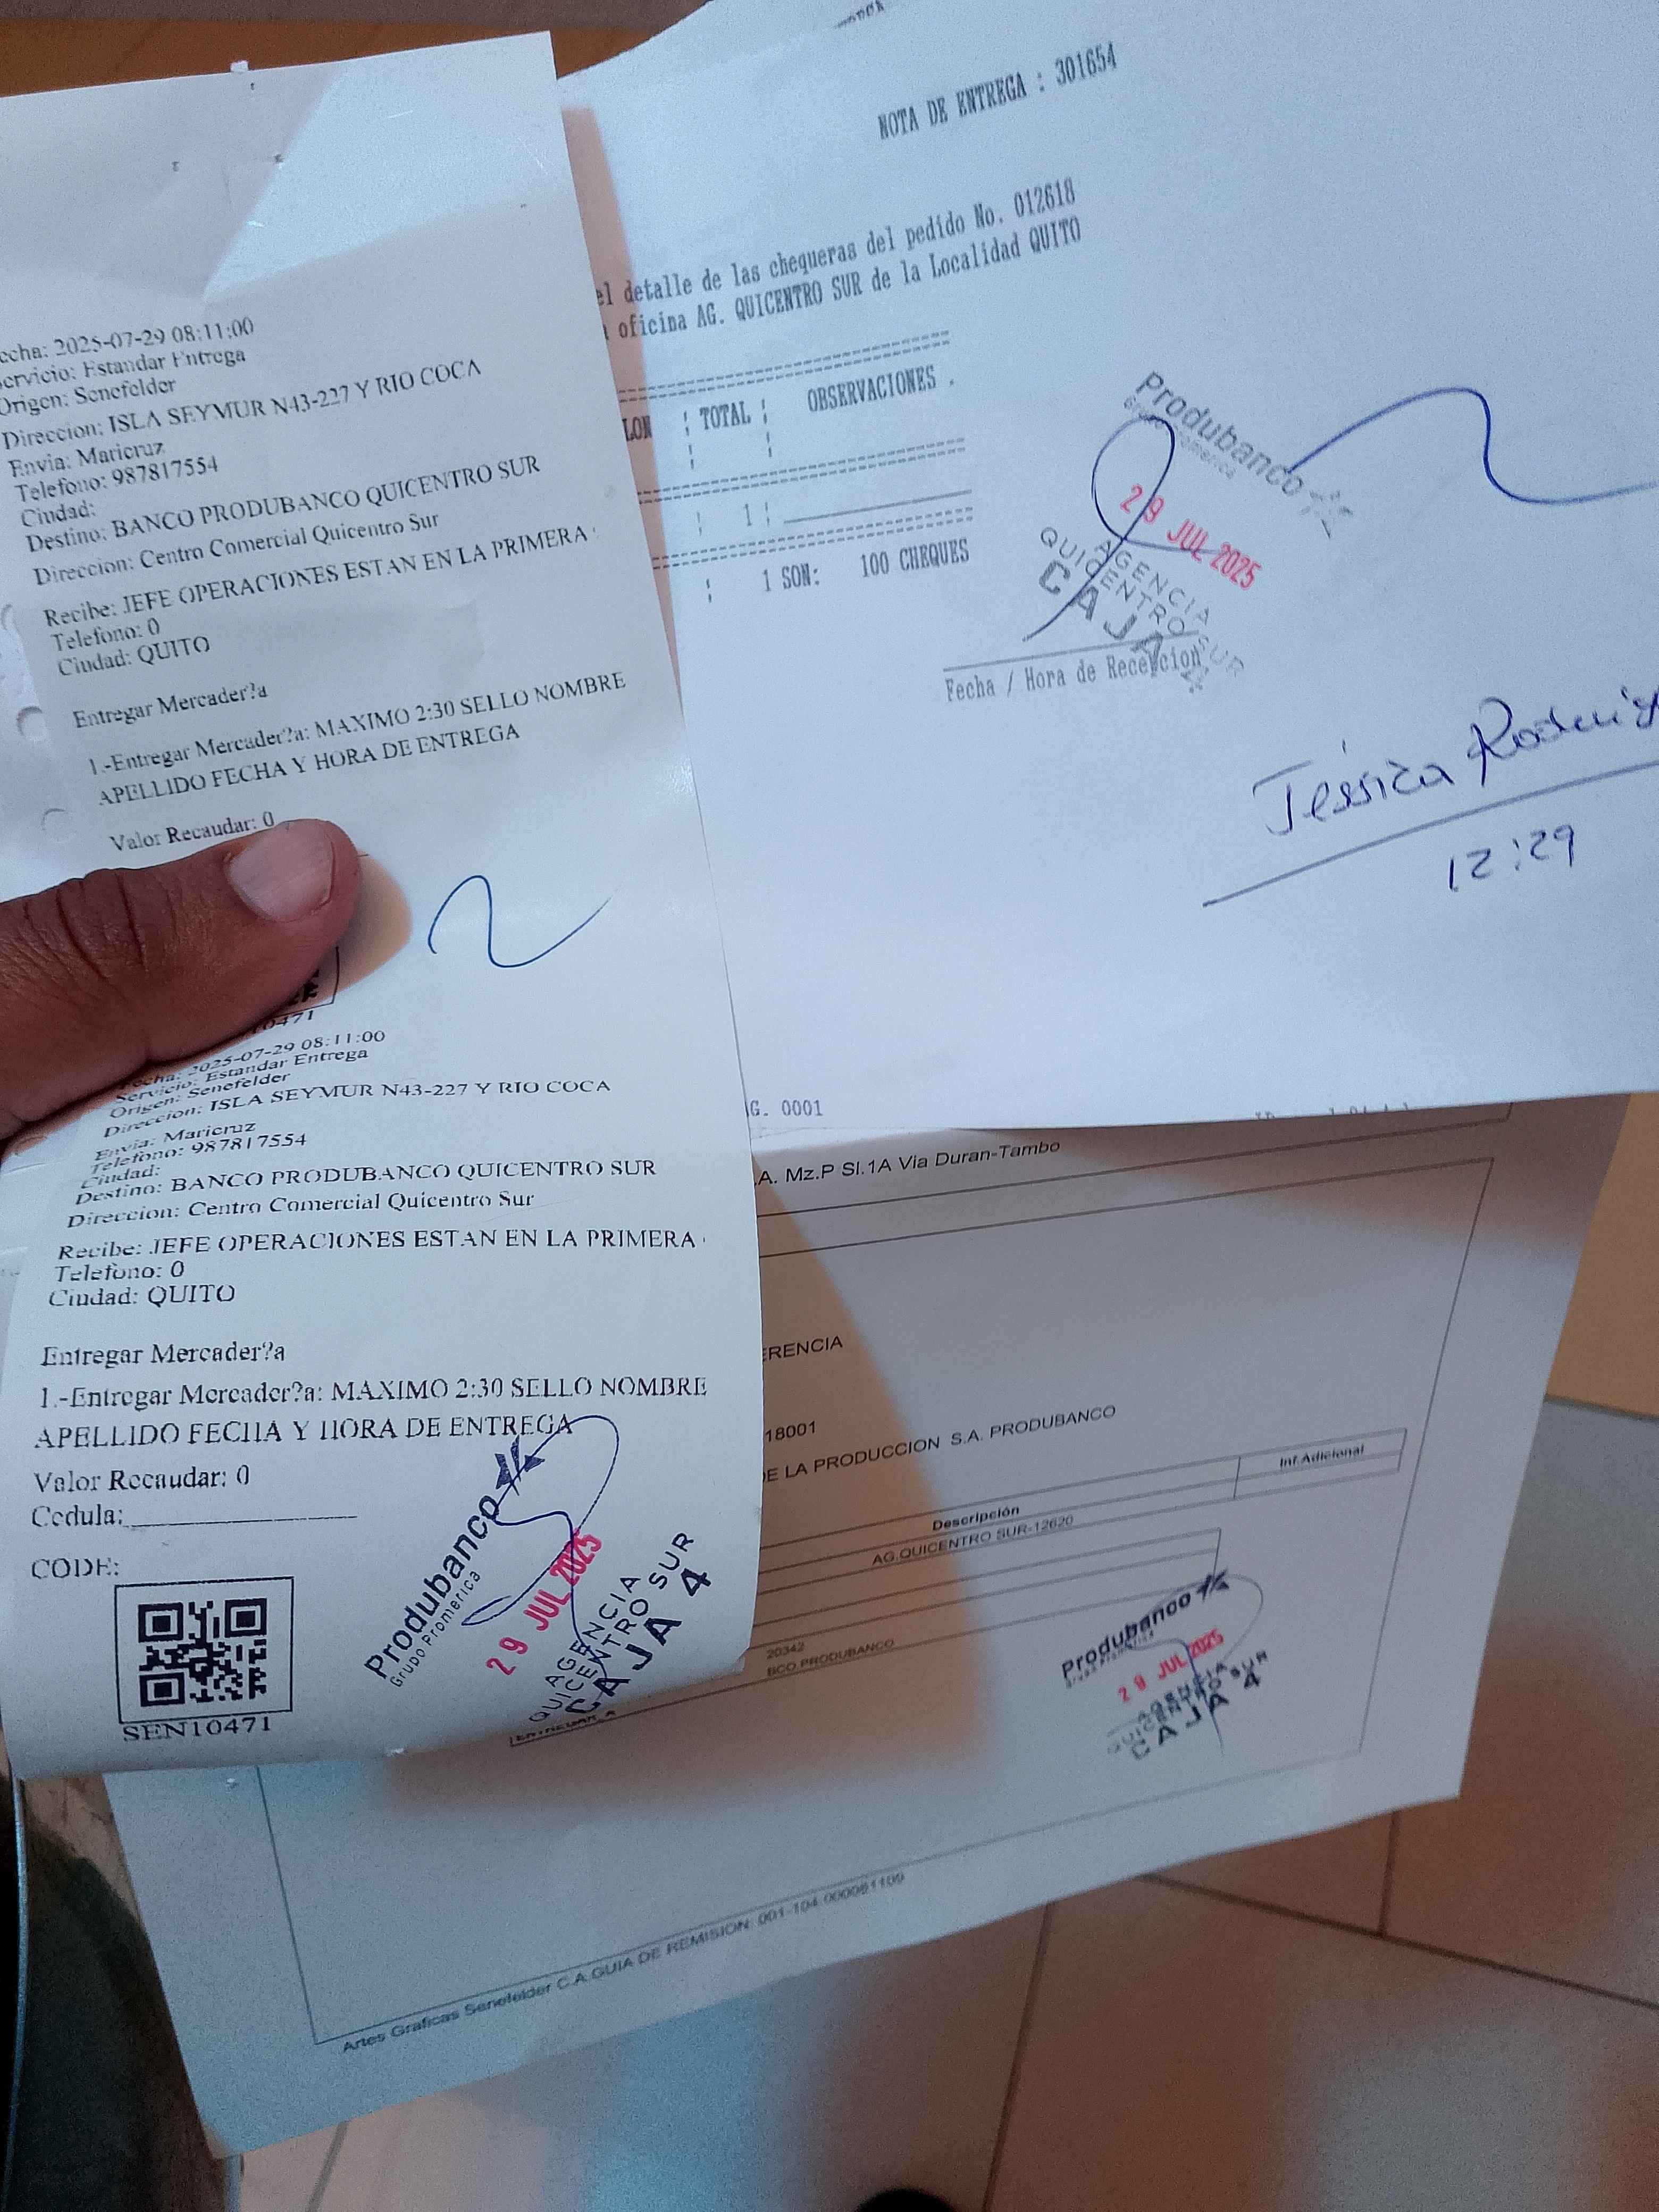 echa: 2025-07-29 08:11:00
ervicio: Estandar Entrega
Origen: Senefelder
Direccion: ISLA SEYMUR N43-227 Y RIO COCA
Envia: Maricruz
Telefono: 987817554
Ciudad:
Destino: BANCO PRODUBANCO QUICENTRO SUR
Direccion: Centro Comercial Quicentro Sur
Recibe: JEFE OPERACIONES ESTAN EN LA PRIMERA
Telefono: 0
Ciudad: QUITO
Entregar Mercader?a
1.-Entregar Mercader?a: MAXIMO 2:30 SELLO NOMBRE
APELLIDO FECHA Y HORA DE ENTREGA
Valor Recaudar: 0
10471
Fecha: 2025-07-29 08:11:00
Servicio: Estandar Entrega
Origen: Senefelder
Direccion: ISLA SEYMUR N43-227 Y RIO COCA
Envia: Maricruz
Telefono: 987817554
Ciudad:
Destino: BANCO PRODUBANCO QUICENTRO SUR
Direccion: Centro Comercial Quicentro Sur
Recibe: JEFE OPERACIONES ESTAN EN LA PRIMERA
Telefono: 0
Ciudad: QUITO
Entregar Mercader?a
1.-Entregar Mercader?a: MAXIMO 2:30 SELLO NOMBRE
APELLIDO FECHA Y HORA DE ENTREGA
Valor Recaudar: 0
Cedula:
CODE:
SEN10471
Produbanco
Grupo Promerica
29 JUL 2025
AGENCIA
QUICENTRO SUR
CAJA 4
NOTA DE ENTREGA : 301654
el detalle de las chequeras del pedido No. 012618
oficina AG. QUICENTRO SUR de la Localidad QUITO
LON ¦ TOTAL ¦ OBSERVACIONES .
¦ 1 ¦
¦ 1 SON: 100 CHEQUES
Produbanco
Grupo Promerica
29 JUL 2025
AGENCIA
QUICENTRO SUR
CAJA 4
Fecha / Hora de Recepcion
Jessica
12:29
G. 0001
.A. Mz.P Sl.1A Via Duran-Tambo
ERENCIA
18001
DE LA PRODUCCION S.A. PRODUBANCO
Descripción Inf.Adicional
AG.QUICENTRO SUR-12620
20342
BCO PRODUBANCO
ENTREGAR A
Produbanco
Grupo Promerica
29 JUL 2025
AGENCIA
QUICENTRO SUR
CAJA 4
Artes Graficas Senefelder C.A.GUIA DE REMISION: 001-104-000081109